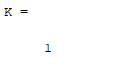 K =
1